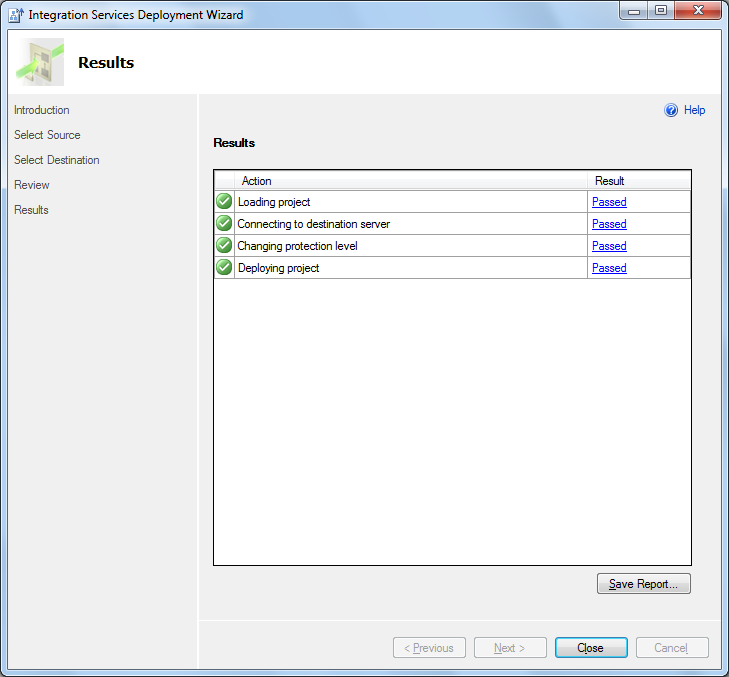 Integration Services Deployment Wizard
Results
Introduction
Select Source
Select Destination
Review
Results
Help
Results
Action Result
Loading project Passed
Connecting to destination server Passed
Changing protection level Passed
Deploying project Passed
Save Report...
< Previous Next > Close Cancel